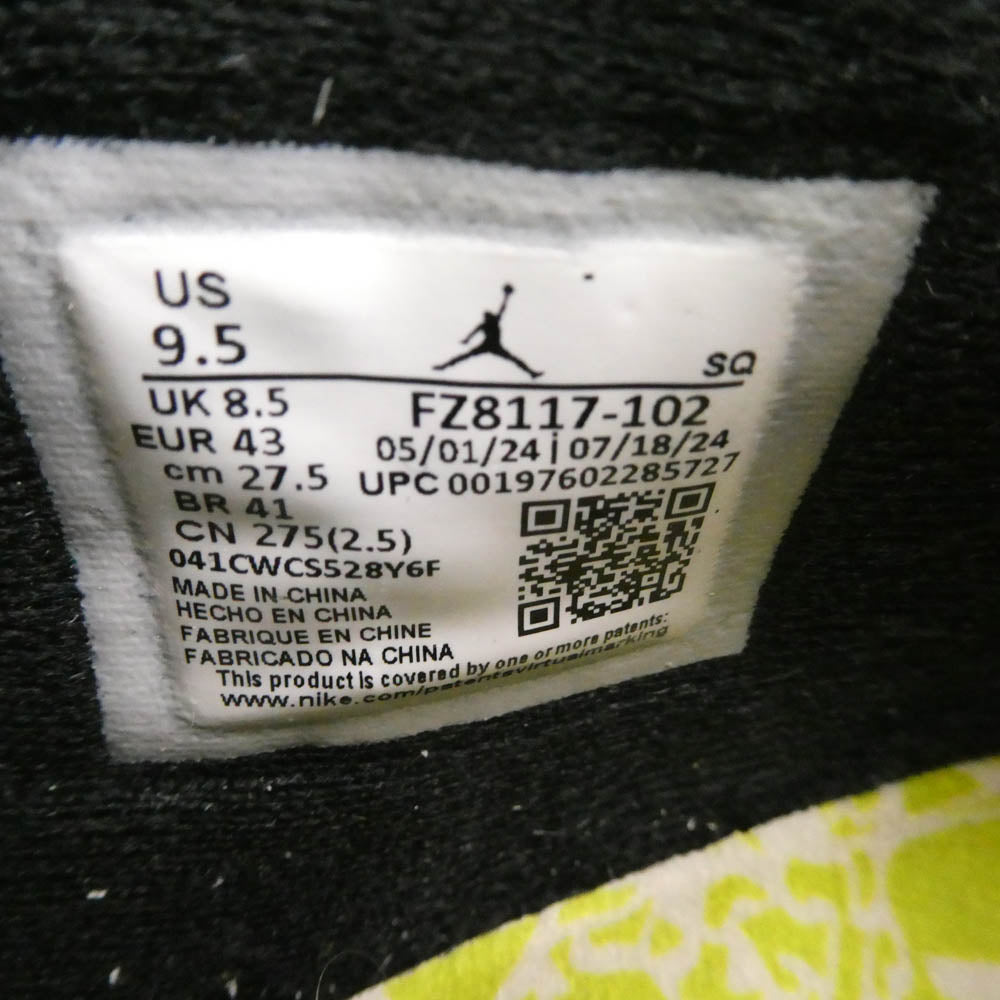 US
9.5
SQ
UK 8.5
FZ8117-102
EUR 43
05/01/24 | 07/18/24
cm 27.5
UPC 00197602285727
BR 41
CN 275(2.5)
041CWCS528Y6F
MADE IN CHINA
HECHO EN CHINA
FABRIQUE EN CHINE
FABRICADO NA CHINA
This product is covered by one or more patents:
www.nike.com/patentsvirtualmarking